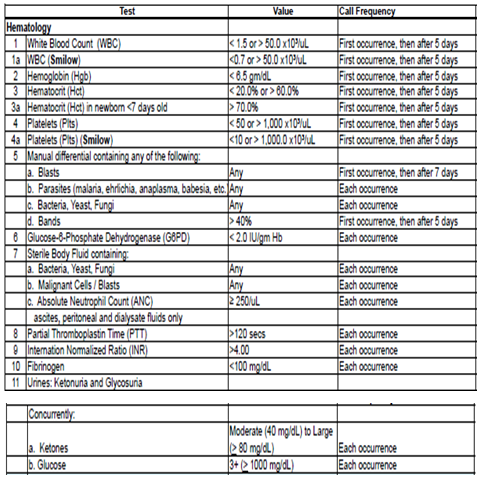 Test Value Call Frequency
Hematology
1 White Blood Count (WBC) < 1.5 or > 50.0 x10³/uL First occurrence, then after 5 days
1a WBC (Smilow) <0.7 or > 50.0 x10³/uL First occurrence, then after 5 days
2 Hemoglobin (Hgb) < 6.5 gm/dL First occurrence, then after 5 days
3 Hematocrit (Hct) < 20.0% or > 60.0% First occurrence, then after 5 days
3a Hematocrit (Hct) in newborn <7 days old > 70.0% First occurrence, then after 5 days
4 Platelets (Plts) < 50 or > 1,000 x10³/uL First occurrence, then after 5 days
4a Platelets (Plts) (Smilow) <10 or > 1,000.0 x10³/uL First occurrence, then after 5 days
5 Manual differential containing any of the following:
a. Blasts Any First occurrence, then after 7 days
b. Parasites (malaria, ehrlichia, anaplasma, babesia, etc.) Any Each occurrence
c. Bacteria, Yeast, Fungi Any Each occurrence
d. Bands > 40% First occurrence, then after 5 days
6 Glucose-6-Phosphate Dehydrogenase (G6PD) < 2.0 IU/gm Hb Each occurrence
7 Sterile Body Fluid containing:
a. Bacteria, Yeast, Fungi Any Each occurrence
b. Malignant Cells / Blasts Any Each occurrence
c. Absolute Neutrophil Count (ANC) ≥ 250/uL Each occurrence
ascites, peritoneal and dialysate fluids only
8 Partial Thromboplastin Time (PTT) >120 secs Each occurrence
9 Internation Normalized Ratio (INR) >4.00 Each occurrence
10 Fibrinogen <100 mg/dL Each occurrence
11 Urines: Ketonuria and Glycosuria
Concurrently:
Moderate (40 mg/dL) to Large
a. Ketones (≥ 80 mg/dL) Each occurrence
b. Glucose 3+ (≥ 1000 mg/dL) Each occurrence